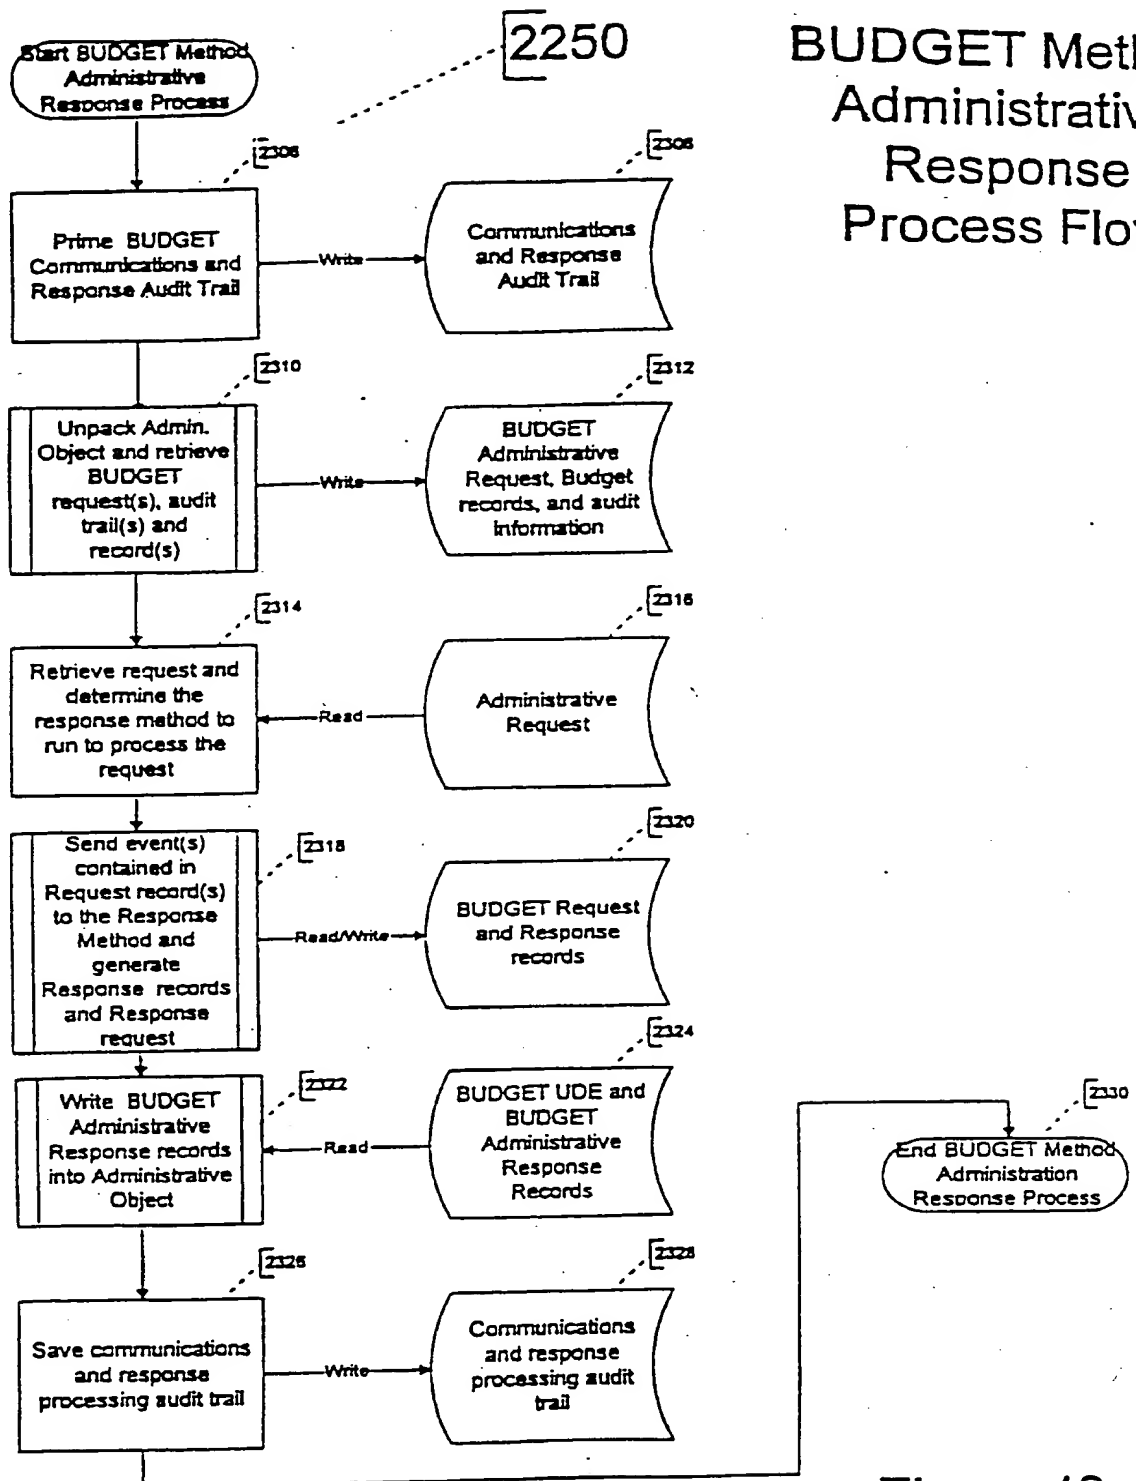 2250
BUDGET Meth
Administrativ
Response
Process Flov
Start BUDGET Method
Administrative
Response Process
2306
Prime BUDGET
Communications and
Response Audit Trail
Write
2308
Communications
and Response
Audit Trail
2310
Unpack Admin.
Object and retrieve
BUDGET
request(s), audit
trail(s) and
record(s)
Write
2312
BUDGET
Administrative
Request, Budget
records, and audit
information
2314
Retrieve request and
determine the
response method to
run to process the
request
Read
2316
Administrative
Request
2318
Send event(s)
contained in
Request record(s)
to the Response
Method and
generate
Response records
and Response
request
Read/Write
2320
BUDGET Request
and Response
records
2322
Write BUDGET
Administrative
Response records
into Administrative
Object
Read
2324
BUDGET UDE and
BUDGET
Administrative
Response
Records
2326
Save communications
and response
processing audit trail
Write
2328
Communications
and response
processing audit
trail
2330
End BUDGET Method
Administration
Response Process